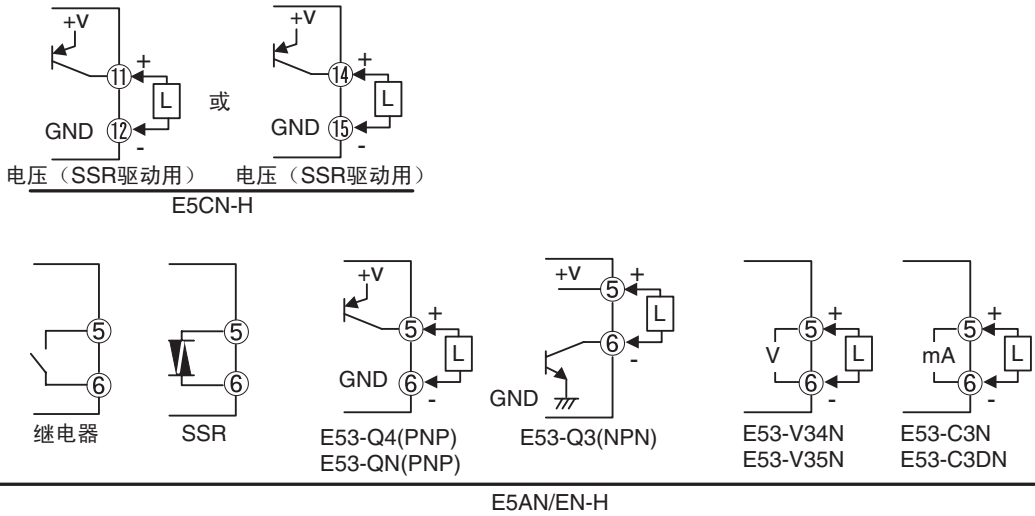 +V
⑪
+
L
GND
⑫
-
电压（SSR驱动用）
或
+V
⑭
+
L
GND
⑮
-
电压（SSR驱动用）
E5CN-H
⑤
⑥
继电器
⑤
⑥
SSR
+V
⑤
+
L
GND
⑥
-
E53-Q4(PNP)
E53-QN(PNP)
+V
⑤
+
L
⑥
-
GND
E53-Q3(NPN)
⑤
+
V
L
⑥
-
E53-V34N
E53-V35N
⑤
+
mA
L
⑥
-
E53-C3N
E53-C3DN
E5AN/EN-H